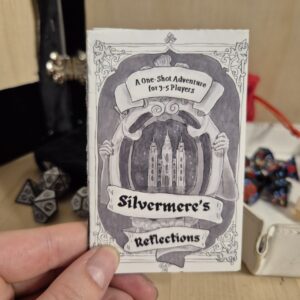 A One-Shot Adventure
for 3-5 Players
Silvermere's
Reflections